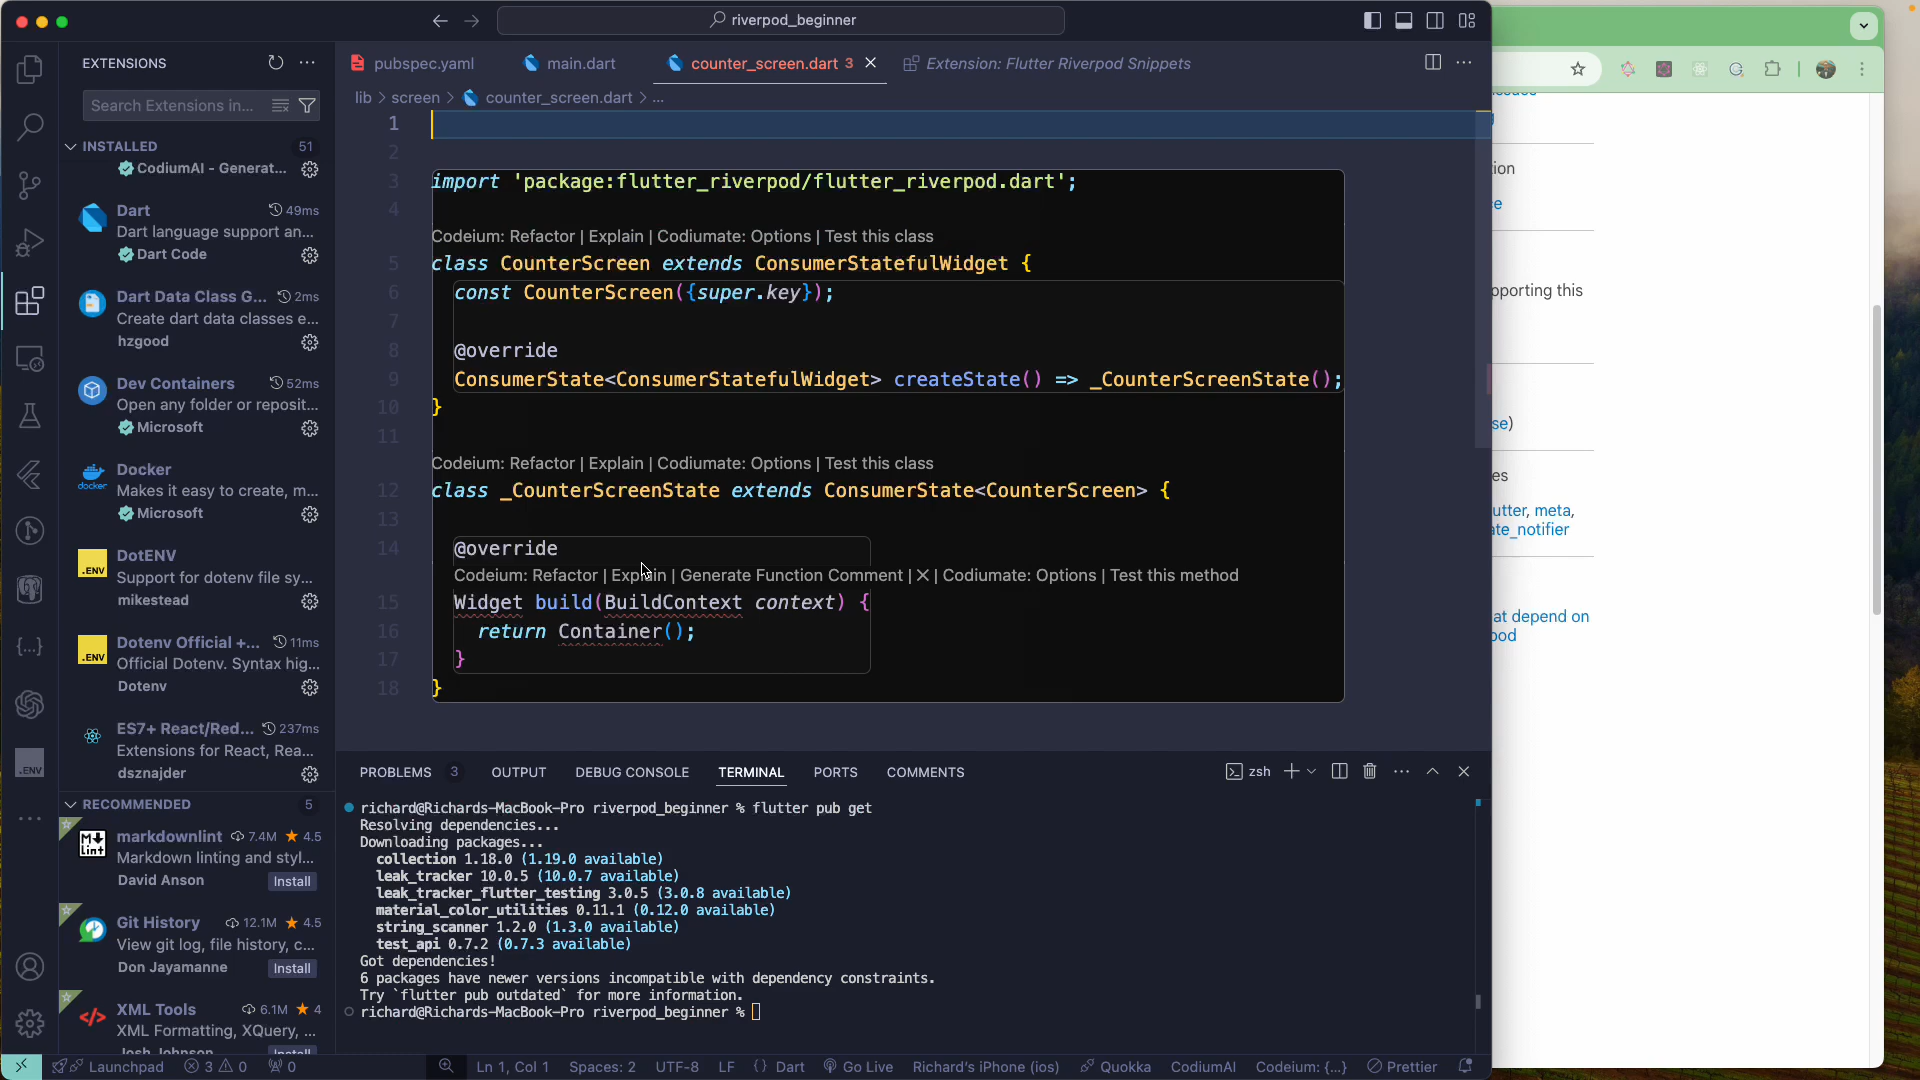 riverpod_beginner
EXTENSIONS
Search Extensions in...
INSTALLED 51
CodiumAI - Generat...
Dart 49ms
Dart language support an...
Dart Code
Dart Data Class G... 2ms
Create dart data classes e...
hzgood
Dev Containers 52ms
Open any folder or reposit...
Microsoft
Docker
Makes it easy to create, m...
Microsoft
DotENV
Support for dotenv file sy...
mikestead
Dotenv Official +... 11ms
Official Dotenv. Syntax hig...
Dotenv
ES7+ React/Red... 237ms
Extensions for React, Rea...
dsznajder
RECOMMENDED 5
markdownlint 7.4M 4.5
Markdown linting and styl...
David Anson Install
Git History 12.1M 4.5
View git log, file history, c...
Don Jayamanne Install
XML Tools 6.1M 4
XML Formatting, XQuery, ...
Josh Johnson Install
pubspec.yaml main.dart counter_screen.dart 3 Extension: Flutter Riverpod Snippets
lib > screen > counter_screen.dart > ...
1
2
3 import 'package:flutter_riverpod/flutter_riverpod.dart';
4
Codeium: Refactor | Explain | Codiumate: Options | Test this class
5 class CounterScreen extends ConsumerStatefulWidget {
6 const CounterScreen({super.key});
7
8 @override
9 ConsumerState<ConsumerStatefulWidget> createState() => _CounterScreenState();
10 }
11
Codeium: Refactor | Explain | Codiumate: Options | Test this class
12 class _CounterScreenState extends ConsumerState<CounterScreen> {
13
14 @override
Codeium: Refactor | Explain | Generate Function Comment | X | Codiumate: Options | Test this method
15 Widget build(BuildContext context) {
16 return Container();
17 }
18 }
PROBLEMS 3 OUTPUT DEBUG CONSOLE TERMINAL PORTS COMMENTS zsh
richard@Richards-MacBook-Pro riverpod_beginner % flutter pub get
Resolving dependencies...
Downloading packages...
collection 1.18.0 (1.19.0 available)
leak_tracker 10.0.5 (10.0.7 available)
leak_tracker_flutter_testing 3.0.5 (3.0.8 available)
material_color_utilities 0.11.1 (0.12.0 available)
string_scanner 1.2.0 (1.3.0 available)
test_api 0.7.2 (0.7.3 available)
Got dependencies!
6 packages have newer versions incompatible with dependency constraints.
Try `flutter pub outdated` for more information.
richard@Richards-MacBook-Pro riverpod_beginner %
Launchpad 3 0 0 Ln 1, Col 1 Spaces: 2 UTF-8 LF {} Dart Go Live Richard's iPhone (ios) Quokka CodiumAI Codeium: {...} Prettier
tion
ce
pporting this
se)
es
utter, meta,
ate_notifier
at depend on
pod